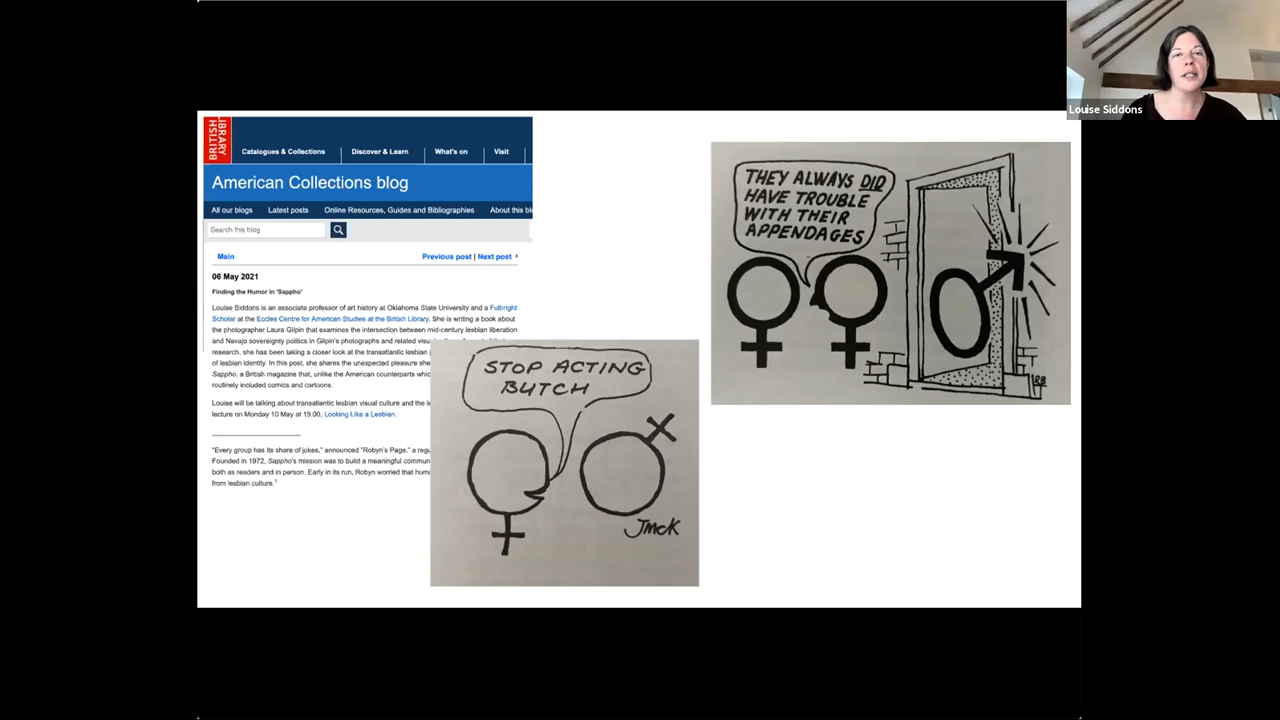 Louise Siddons
BRITISH
LIBRARY
Catalogues & Collections
Discover & Learn
What's on
Visit
American Collections blog
All our blogs
Latest posts
Online Resources, Guides and Bibliographies
About this
Search this blog
Main
Previous post | Next post
06 May 2021
Finding the Humor in 'Sappho'
Louise Siddons is an associate professor of art history at Oklahoma State University and a Fulbright
Scholar at the Eccles Centre for American Studies at the British Library. She is writing a book about
the photographer Laura Gilpin that examines the intersection between mid-century lesbian liberation
and Navajo sovereignty politics in Gilpin's photographs and related
research, she has been taking a closer look at the transatlantic lesbian
of lesbian identity. In this post, she shares the unexpected pleasure
Sappho, a British magazine that, unlike the American counterparts
routinely included comics and cartoons.
Louise will be talking about transatlantic lesbian visual culture and the
lecture on Monday 10 May at 19.00, Looking Like a Lesbian.
"Every group has its share of jokes," announced "Robyn's Page," a
Founded in 1972, Sappho's mission was to build a meaningful
both as readers and in person. Early in its run, Robyn worried that
from lesbian culture.1
STOP ACTING
BUTCH
JMcK
THEY ALWAYS DID
HAVE TROUBLE
WITH THEIR
APPENDAGES
RB